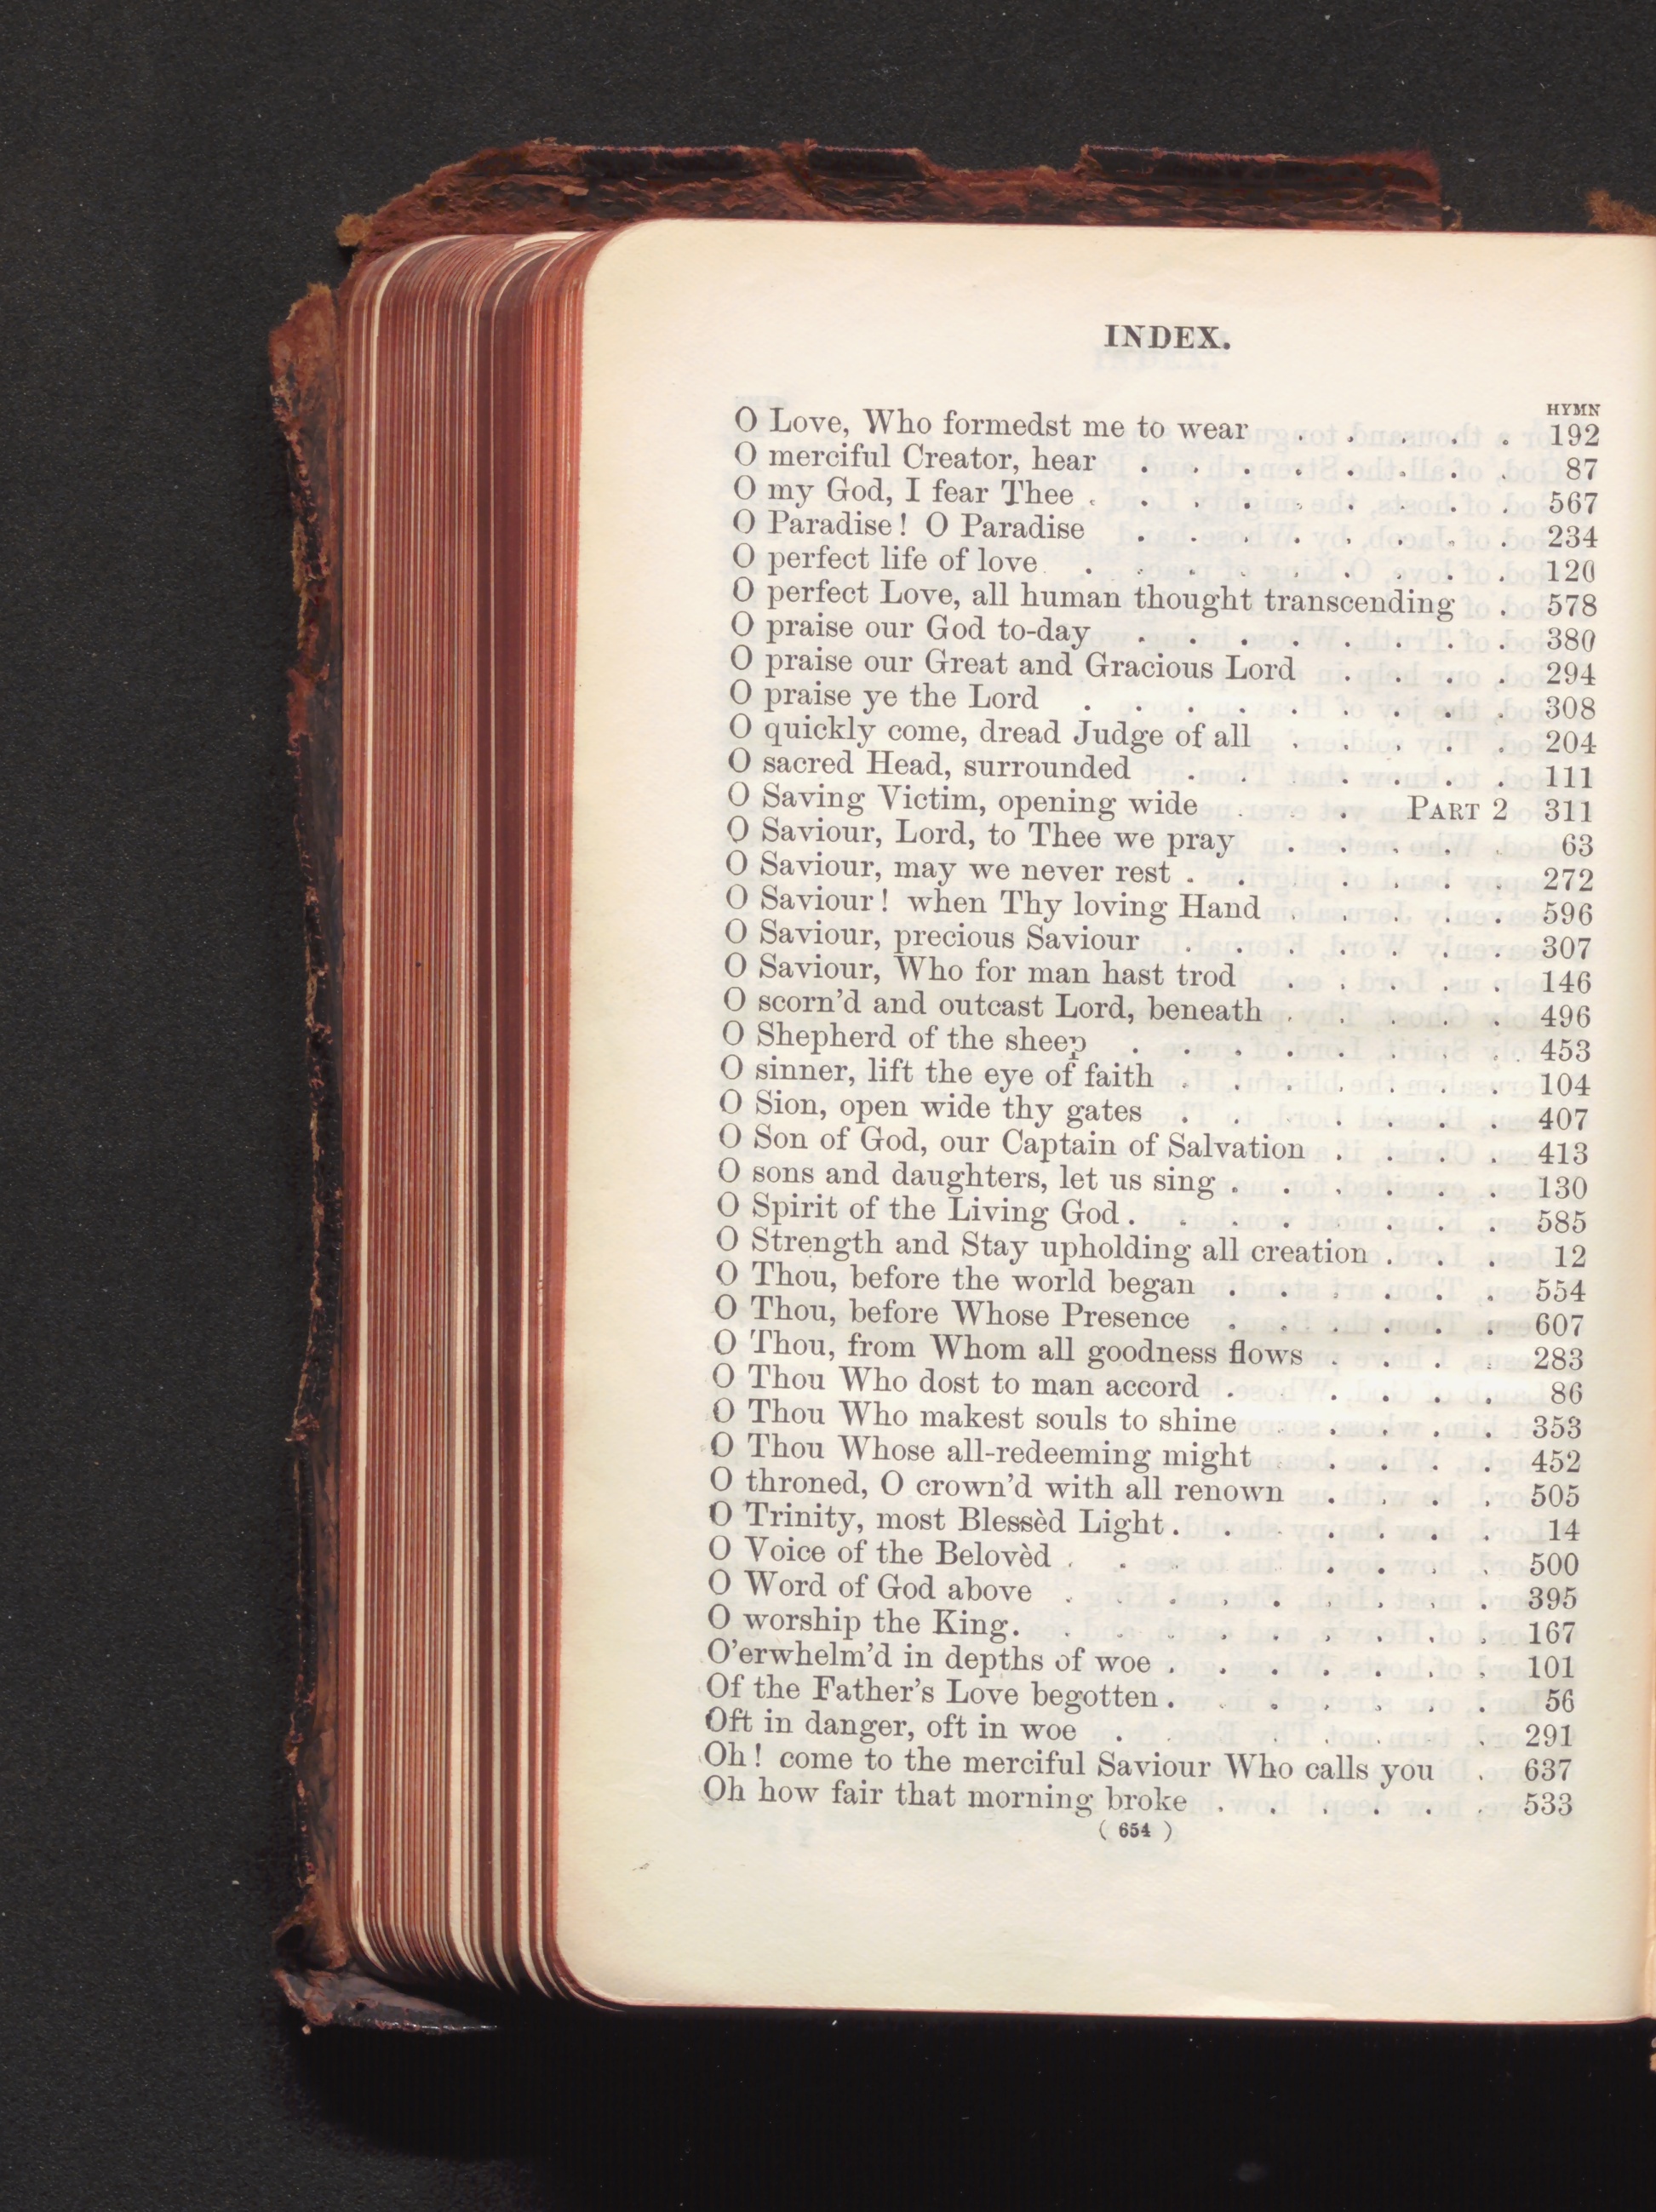 INDEX.
HYMN
O Love, Who formedst me to wear . . . . . 192
O merciful Creator, hear . . . . . . . . 87
O my God, I fear Thee . . . . . . . . . 567
O Paradise! O Paradise . . . . . . . . 234
O perfect life of love . . . . . . . . . 120
O perfect Love, all human thought transcending . 578
O praise our God to-day . . . . . . . . 380
O praise our Great and Gracious Lord . . . . 294
O praise ye the Lord . . . . . . . . . 308
O quickly come, dread Judge of all . . . . . 204
O sacred Head, surrounded . . . . . . . 111
O Saving Victim, opening wide . . . PART 2 311
O Saviour, Lord, to Thee we pray . . . . . 63
O Saviour, may we never rest . . . . . . . 272
O Saviour! when Thy loving Hand . . . . . 596
O Saviour, precious Saviour . . . . . . . 307
O Saviour, Who for man hast trod . . . . . 146
O scorn'd and outcast Lord, beneath . . . . . 496
O Shepherd of the sheep . . . . . . . . 453
O sinner, lift the eye of faith . . . . . . . 104
O Sion, open wide thy gates . . . . . . . 407
O Son of God, our Captain of Salvation . . . . 413
O sons and daughters, let us sing . . . . . . 130
O Spirit of the Living God . . . . . . . . 585
O Strength and Stay upholding all creation . . . 12
O Thou, before the world began . . . . . . 554
O Thou, before Whose Presence . . . . . . 607
O Thou, from Whom all goodness flows . . . . 283
O Thou Who dost to man accord . . . . . . 86
O Thou Who makest souls to shine . . . . . 353
O Thou Whose all-redeeming might . . . . . 452
O throned, O crown'd with all renown . . . . 505
O Trinity, most Blessèd Light . . . . . . . 14
O Voice of the Belovèd . . . . . . . . . 500
O Word of God above . . . . . . . . . 395
O worship the King . . . . . . . . . . 167
O'erwhelm'd in depths of woe . . . . . . . 101
Of the Father's Love begotten . . . . . . . 56
Oft in danger, oft in woe . . . . . . . . 291
Oh! come to the merciful Saviour Who calls you . 637
Oh how fair that morning broke . . . . . . 533
( 654 )